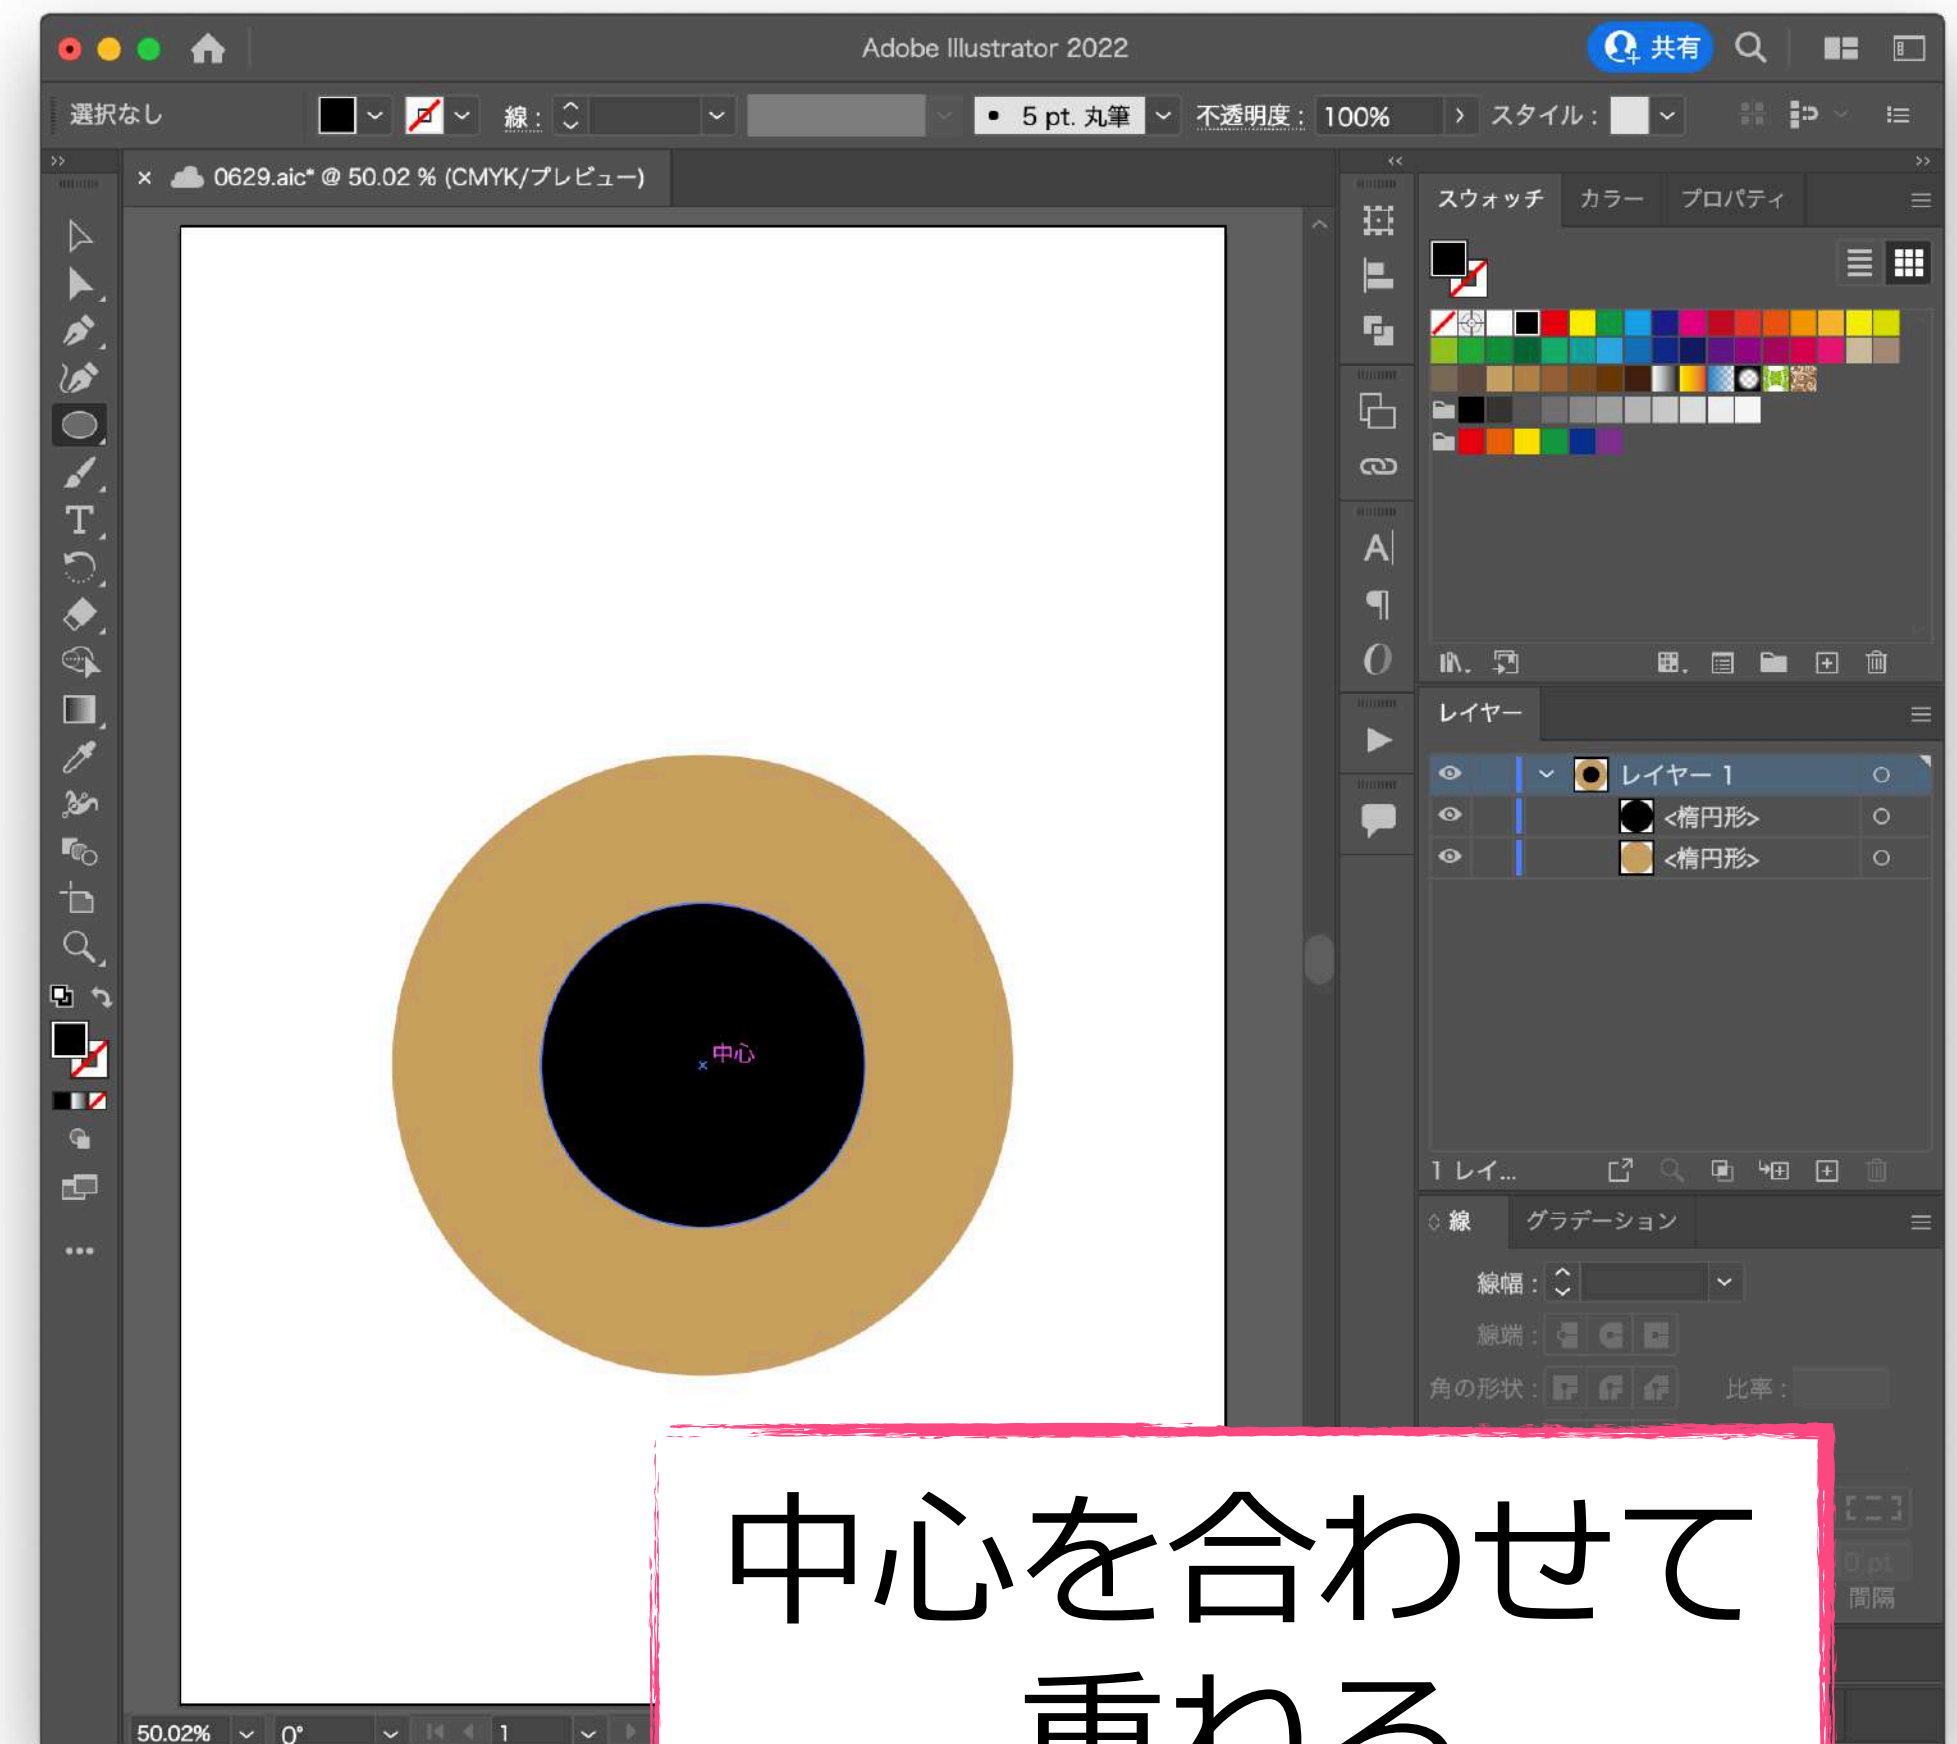 Adobe Illustrator 2022
共有
選択なし
線：
5 pt. 丸筆
不透明度：
100%
スタイル：
× 0629.aic* @ 50.02 % (CMYK/プレビュー)
スウォッチ
カラー
プロパティ
レイヤー
レイヤー 1
<楕円形>
<楕円形>
中心
1 レイ...
線
グラデーション
線幅：
線端：
角の形状：
比率：
0 pt
間隔
中心を合わせて
重ねる
50.02%
0°
1